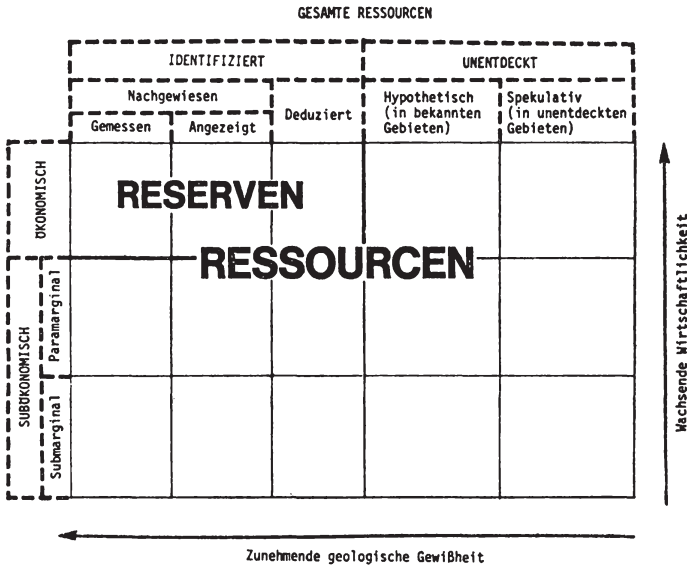 GESAMTE RESSOURCEN
IDENTIFIZIERT
UNENTDECKT
Nachgewiesen
Deduziert
Hypothetisch
(in bekannten
Gebieten)
Spekulativ
(in unentdeckten
Gebieten)
Gemessen
Angezeigt
ÖKONOMISCH
RESERVEN
RESSOURCEN
SUBÖKONOMISCH
Paramarginal
Submarginal
Wachsende Wirtschaftlichkeit
Zunehmende geologische Gewißheit